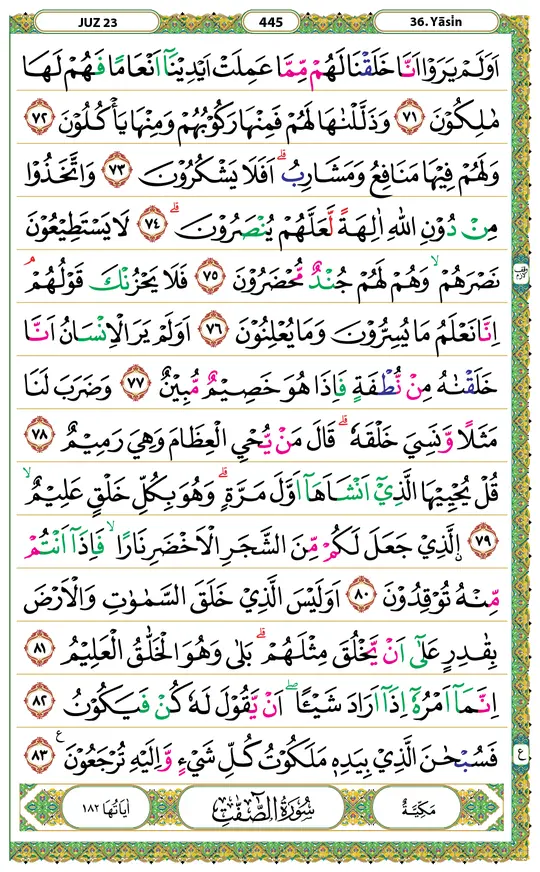 JUZ 23 445 36. Yāsin
اَوَلَمْ يَرَوْا اَنَّا خَلَقْنَا لَهُمْ مِّمَّا عَمِلَتْ اَيْدِيْنَآ اَنْعَامًا فَهُمْ لَهَا
مٰلِكُوْنَ ﴿٧١﴾ وَذَلَّلْنٰهَا لَهُمْ فَمِنْهَا رَكُوْبُهُمْ وَمِنْهَا يَأْكُلُوْنَ ﴿٧٢﴾
وَلَهُمْ فِيْهَا مَنَافِعُ وَمَشَارِبُ ۗ اَفَلَا يَشْكُرُوْنَ ﴿٧٣﴾ وَاتَّخَذُوْا
مِنْ دُوْنِ اللّٰهِ اٰلِهَةً لَّعَلَّهُمْ يُنْصَرُوْنَ ۗ ﴿٧٤﴾ لَا يَسْتَطِيْعُوْنَ
نَصْرَهُمْ ۙ وَهُمْ لَهُمْ جُنْدٌ مُّحْضَرُوْنَ ﴿٧٥﴾ فَلَا يَحْزُنْكَ قَوْلُهُمْ ۘ
اِنَّا نَعْلَمُ مَا يُسِرُّوْنَ وَمَا يُعْلِنُوْنَ ﴿٧٦﴾ اَوَلَمْ يَرَ الْاِنْسَانُ اَنَّا
خَلَقْنٰهُ مِنْ نُّطْفَةٍ فَاِذَا هُوَ خَصِيْمٌ مُّبِيْنٌ ﴿٧٧﴾ وَضَرَبَ لَنَا
مَثَلًا وَّنَسِيَ خَلْقَهٗ ۗ قَالَ مَنْ يُّحْيِ الْعِظَامَ وَهِيَ رَمِيْمٌ ﴿٧٨﴾
قُلْ يُحْيِيْهَا الَّذِيْٓ اَنْشَاَهَآ اَوَّلَ مَرَّةٍ ۗ وَهُوَ بِكُلِّ خَلْقٍ عَلِيْمٌ ۙ
﴿٧٩﴾ ۨالَّذِيْ جَعَلَ لَكُمْ مِّنَ الشَّجَرِ الْاَخْضَرِ نَارًا ۙ فَاِذَآ اَنْتُمْ
مِّنْهُ تُوْقِدُوْنَ ﴿٨٠﴾ اَوَلَيْسَ الَّذِيْ خَلَقَ السَّمٰوٰتِ وَالْاَرْضَ
بِقٰدِرٍ عَلٰٓى اَنْ يَّخْلُقَ مِثْلَهُمْ ۗ بَلٰى وَهُوَ الْخَلّٰقُ الْعَلِيْمُ ﴿٨١﴾
اِنَّمَآ اَمْرُهٗٓ اِذَآ اَرَادَ شَيْـًٔا ۖ اَنْ يَّقُوْلَ لَهٗ كُنْ فَيَكُوْنُ ﴿٨٢﴾
فَسُبْحٰنَ الَّذِيْ بِيَدِهٖ مَلَكُوْتُ كُلِّ شَيْءٍ وَّاِلَيْهِ تُرْجَعُوْنَ ࣖ ﴿٨٣﴾
ع
مَكِّيَّةٌ سُوْرَةُ الصّٰٓفّٰتِ اٰيَاتُهَا ١٨٢